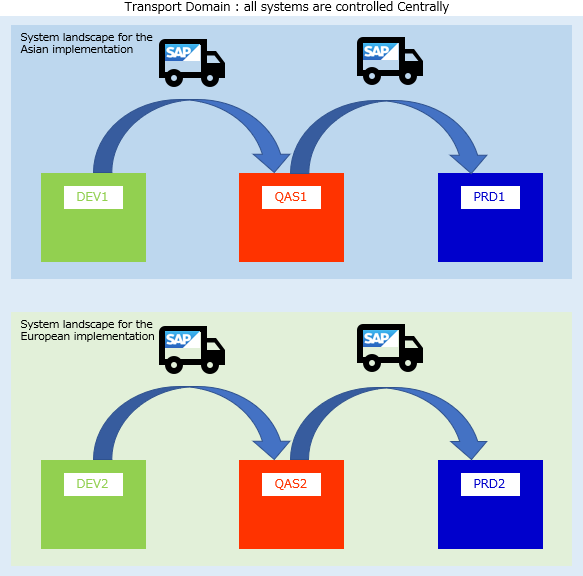 Transport Domain : all systems are controlled Centrally
System landscape for the
Asian implementation
SAP
SAP
DEV1
QAS1
PRD1
System landscape for the
European implementation
SAP
SAP
DEV2
QAS2
PRD2